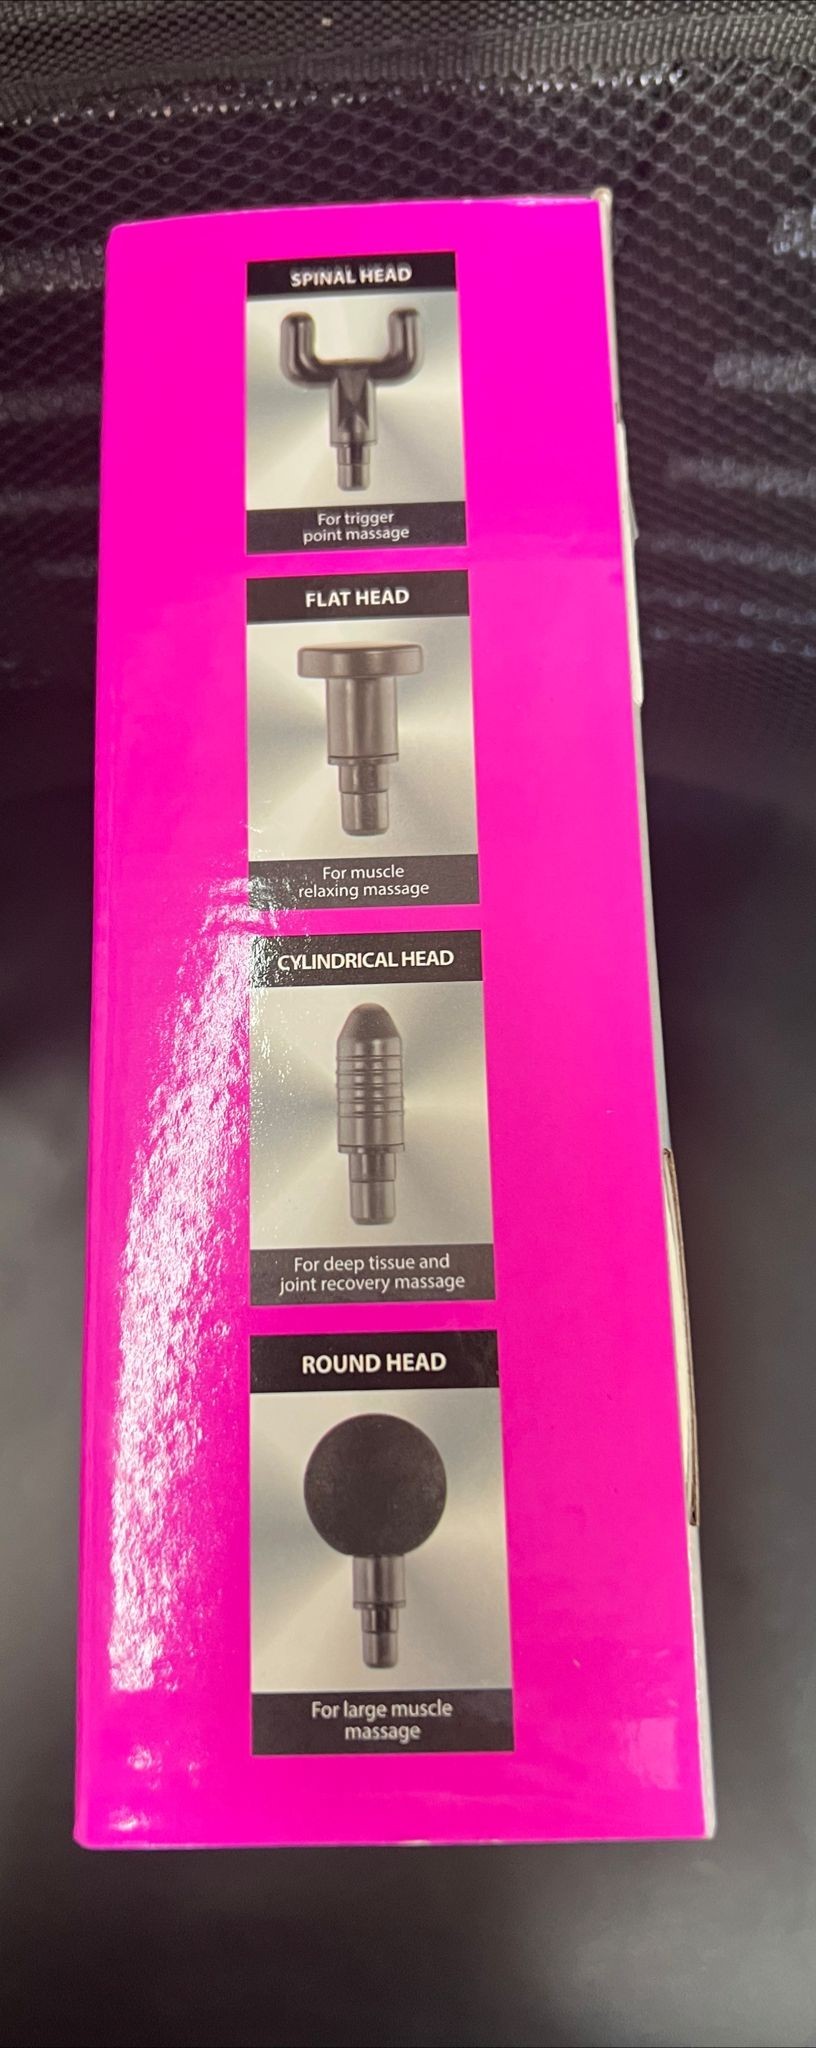 SPINAL HEAD
For trigger
point massage
FLAT HEAD
For muscle
relaxing massage
CYLINDRICAL HEAD
For deep tissue and
joint recovery massage
ROUND HEAD
For large muscle
massage